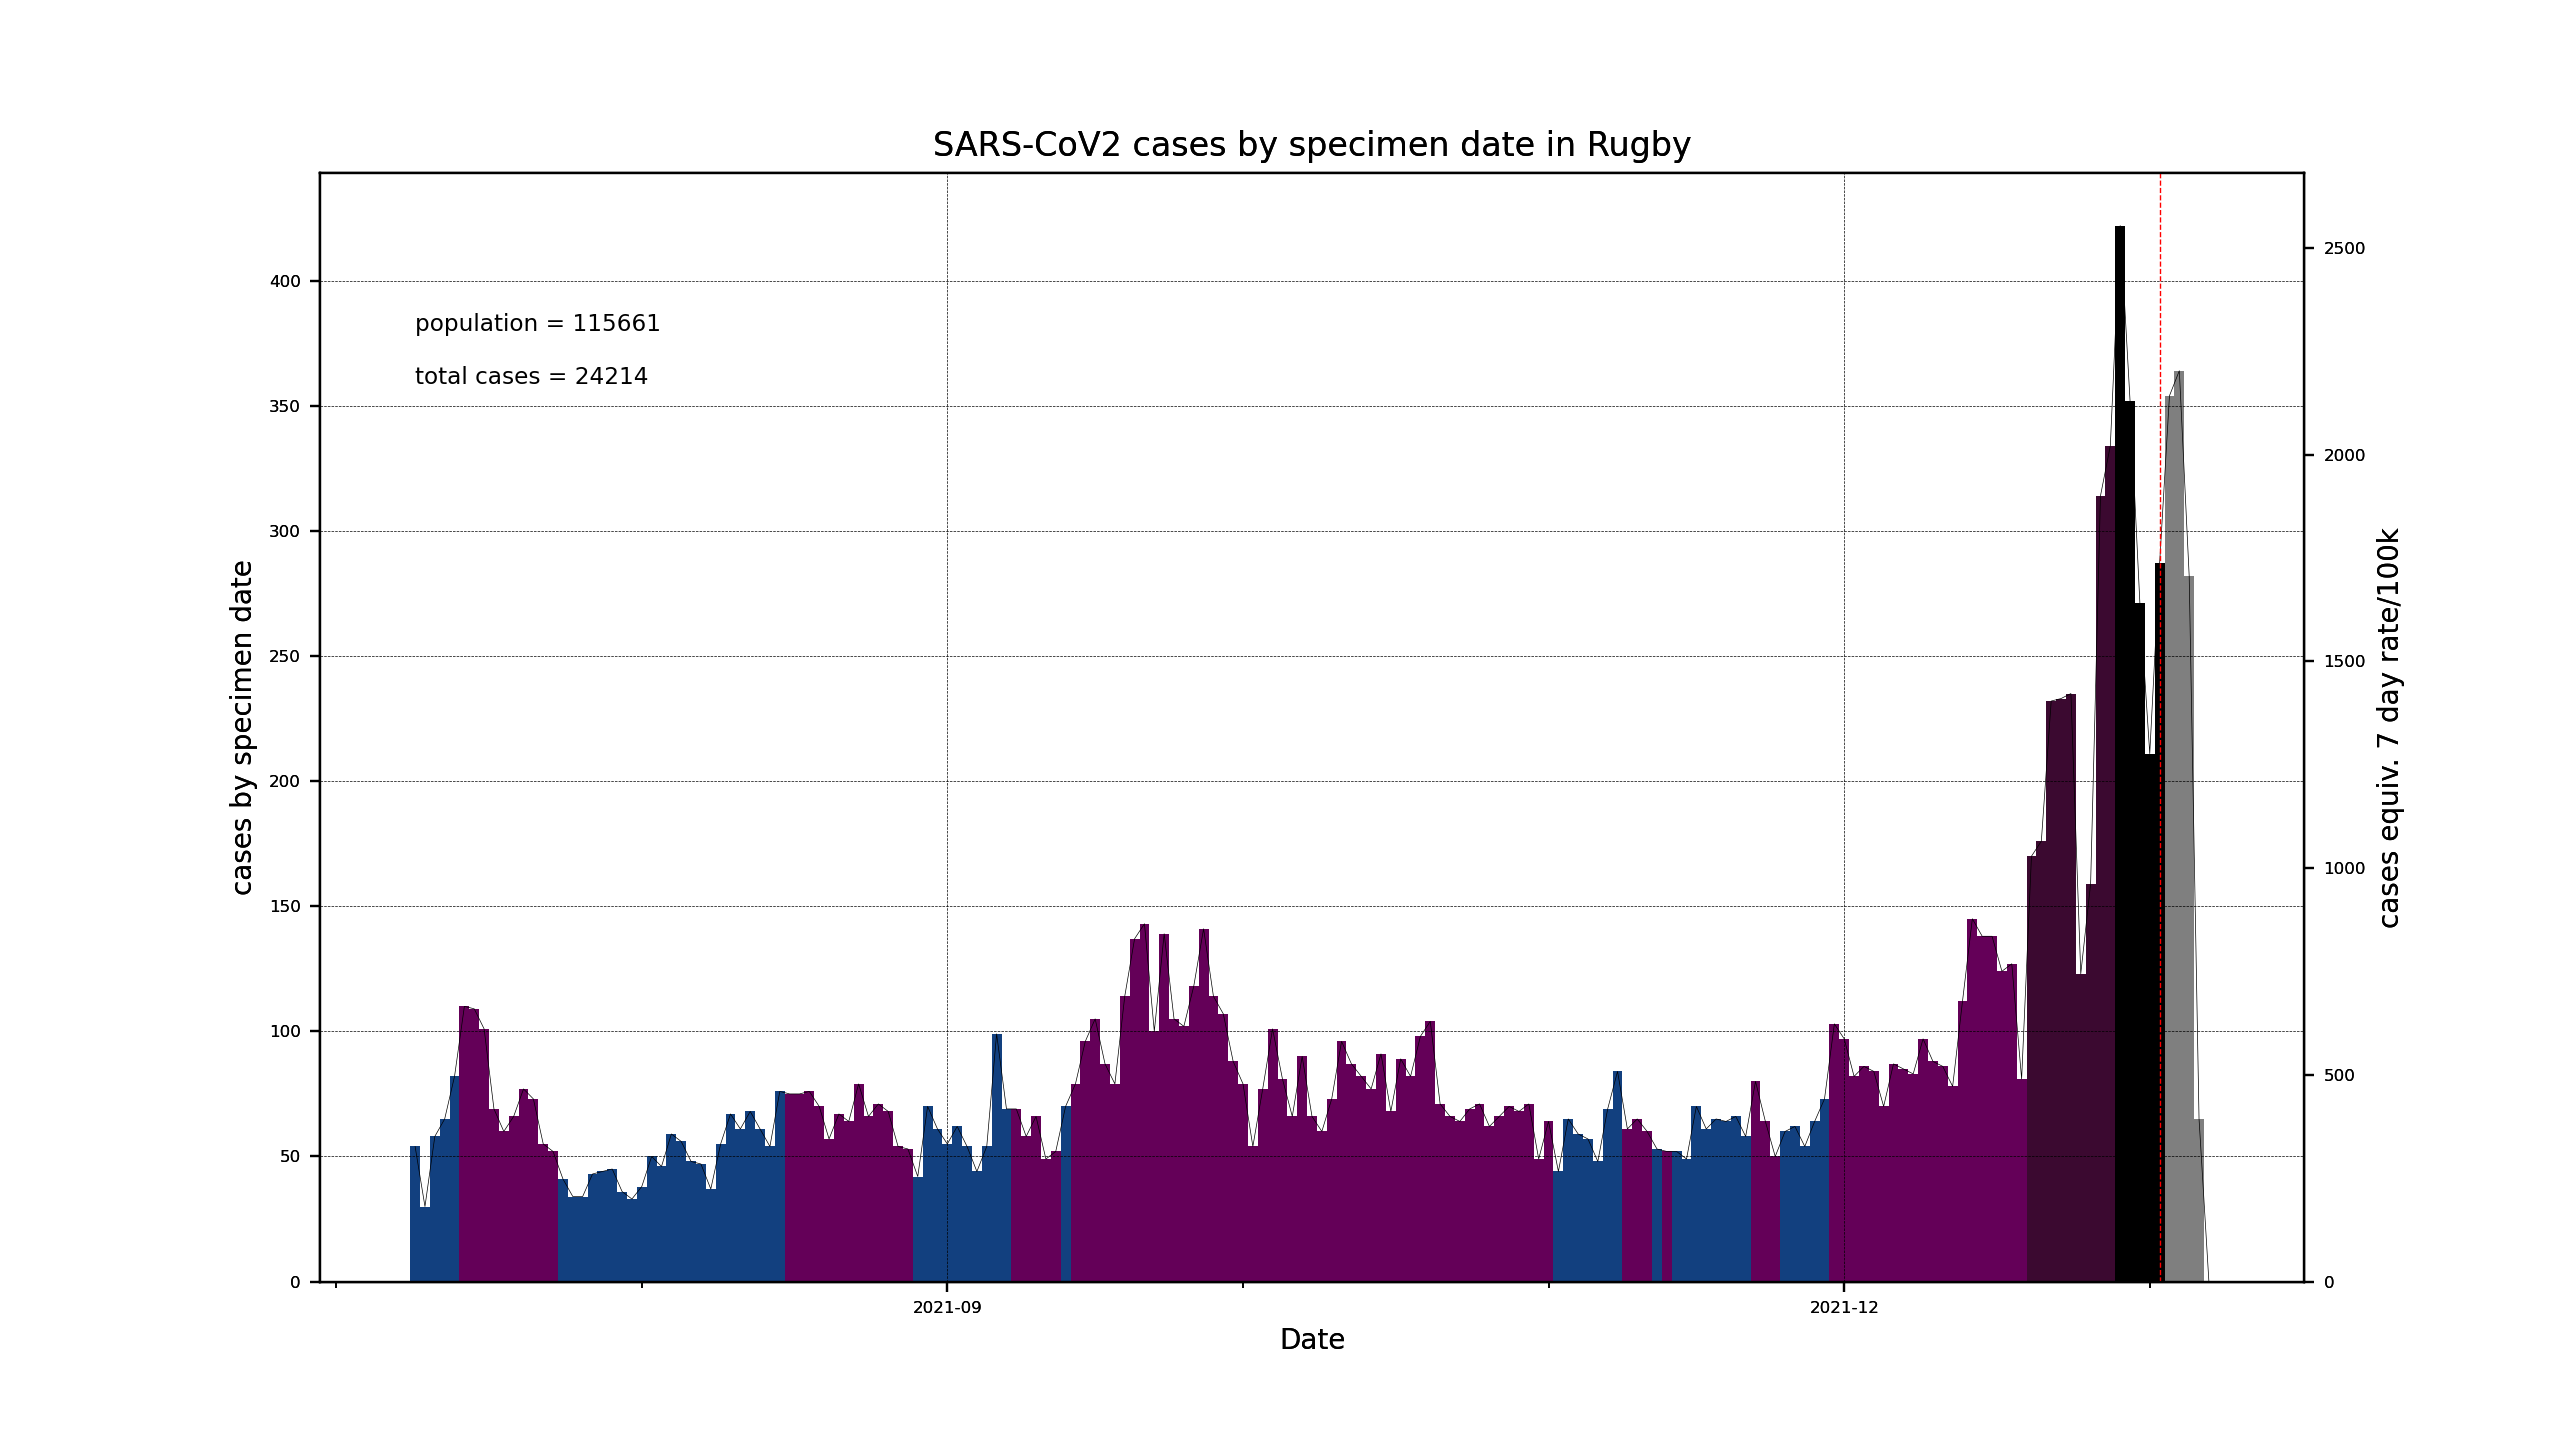 SARS-CoV2 cases by specimen date in Rugby
population = 115661
total cases = 24214
cases by specimen date
400
350
300
250
200
150
100
50
0
2500
2000
1500
1000
500
0
cases equiv. 7 day rate/100k
2021-09
2021-12
Date